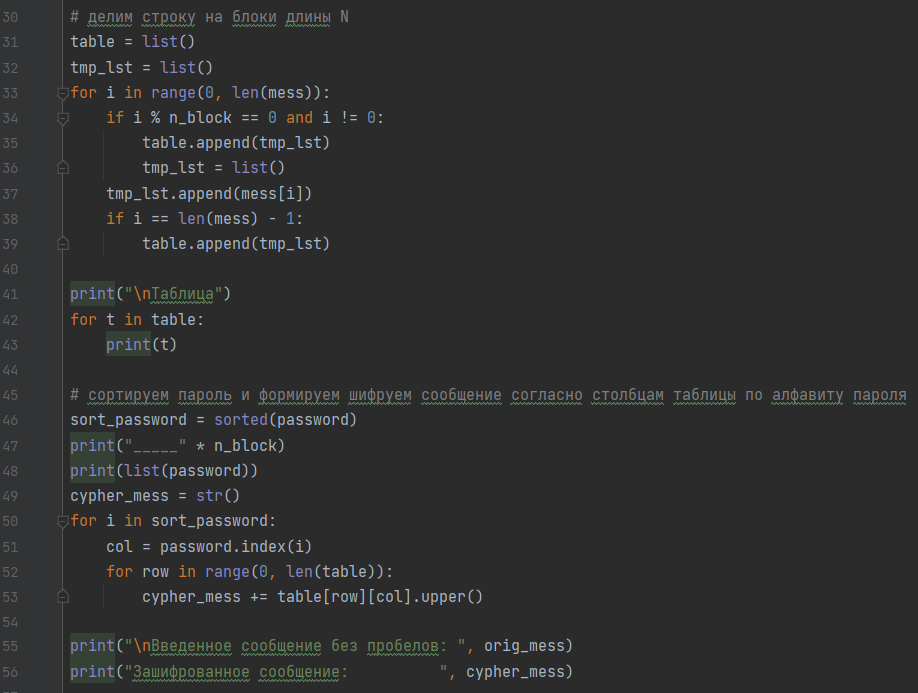 30 # делим строку на блоки длины N
31 table = list()
32 tmp_lst = list()
33 for i in range(0, len(mess)):
34     if i % n_block == 0 and i != 0:
35         table.append(tmp_lst)
36         tmp_lst = list()
37     tmp_lst.append(mess[i])
38     if i == len(mess) - 1:
39         table.append(tmp_lst)
40
41 print("\nТаблица")
42 for t in table:
43     print(t)
44
45 # сортируем пароль и формируем шифруем сообщение согласно столбцам таблицы по алфавиту пароля
46 sort_password = sorted(password)
47 print("_____" * n_block)
48 print(list(password))
49 cypher_mess = str()
50 for i in sort_password:
51     col = password.index(i)
52     for row in range(0, len(table)):
53         cypher_mess += table[row][col].upper()
54
55 print("\nВведенное сообщение без пробелов: ", orig_mess)
56 print("Зашифрованное сообщение:          ", cypher_mess)